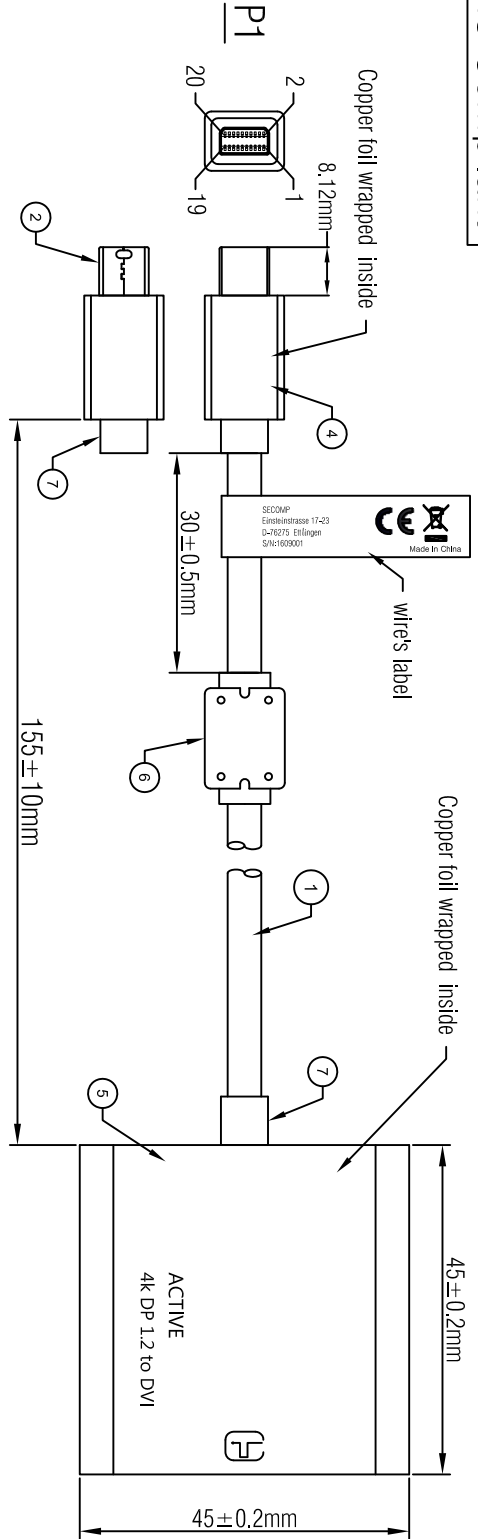 P1
20
2
19
1
Copper foil wrapped inside
8.12mm
2
4
7
30±0.5mm
SECOMP
Einsteinstrasse 17-23
D-76275 Ettlingen
S/N:1609001
CE
Made In China
wire's label
6
155±10mm
1
Copper foil wrapped inside
7
5
45±0.2mm
ACTIVE
4k DP 1.2 to DVI
45±0.2mm